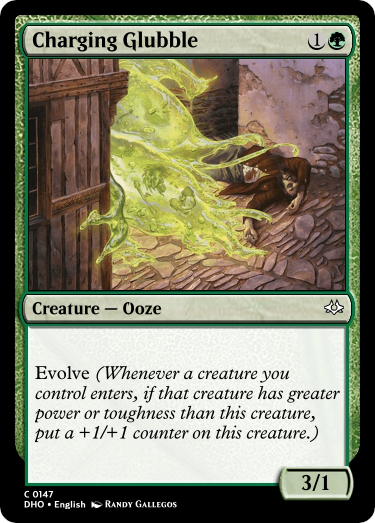 Charging Glubble 1
Creature — Ooze
Evolve (Whenever a creature you
control enters, if that creature has greater
power or toughness than this creature,
put a +1/+1 counter on this creature.)
3/1
C 0147
DHO • English Randy Gallegos